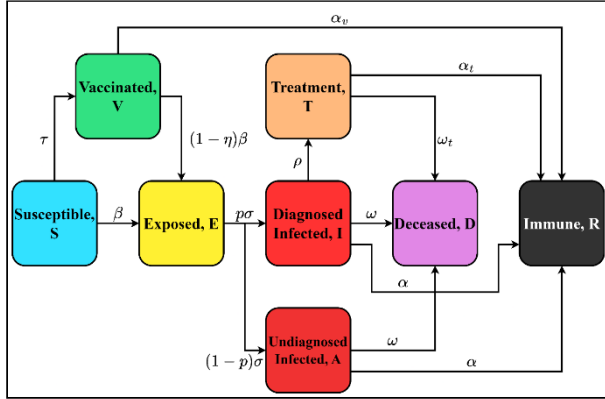 α_v
Vaccinated,
V
Treatment,
T
α_t
τ
(1 − η)β
ρ
ω_t
Susceptible,
S
β
Exposed, E
pσ
Diagnosed
Infected, I
ω
Deceased, D
Immune, R
α
(1 − p)σ
Undiagnosed
Infected, A
ω
α